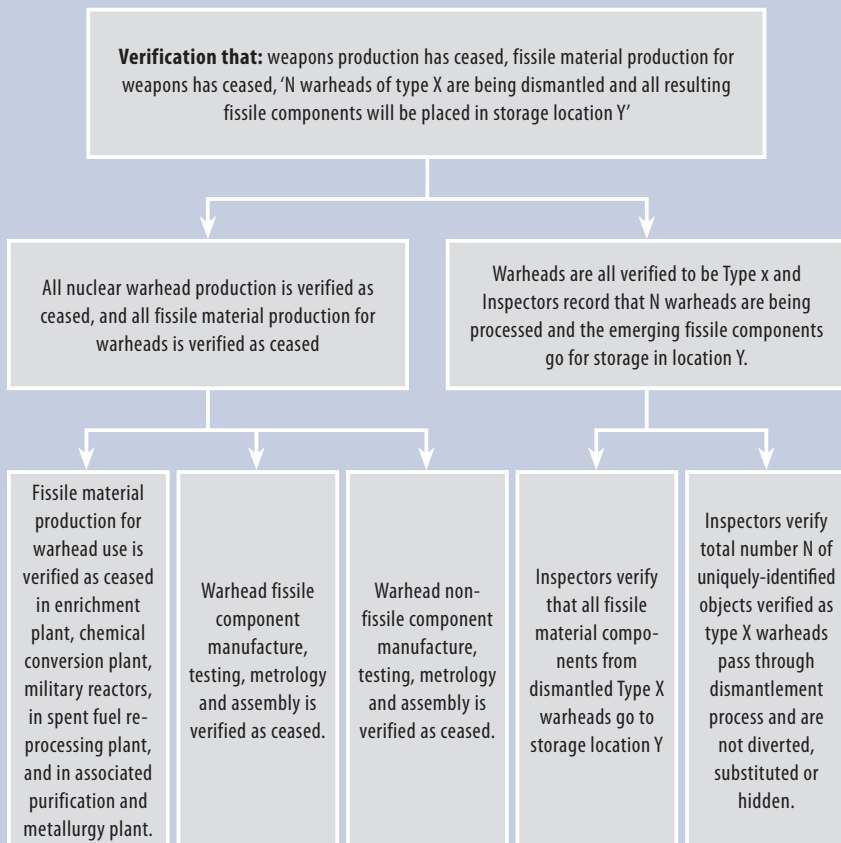 Verification that: weapons production has ceased, fissile material production for
weapons has ceased, ‘N warheads of type X are being dismantled and all resulting
fissile components will be placed in storage location Y’
All nuclear warhead production is verified as
ceased, and all fissile material production for
warheads is verified as ceased
Warheads are all verified to be Type x and
Inspectors record that N warheads are being
processed and the emerging fissile components
go for storage in location Y.
Fissile material
production for
warhead use is
verified as ceased
in enrichment
plant, chemical
conversion plant,
military reactors,
in spent fuel re-
processing plant,
and in associated
purification and
metallurgy plant.
Warhead fissile
component
manufacture,
testing, metrology
and assembly is
verified as ceased.
Warhead non-
fissile component
manufacture,
testing, metrology
and assembly is
verified as ceased.
Inspectors verify
that all fissile
material compo-
nents from
dismantled Type X
warheads go to
storage location Y
Inspectors verify
total number N of
uniquely-identified
objects verified as
type X warheads
pass through
dismantlement
process and are
not diverted,
substituted or
hidden.